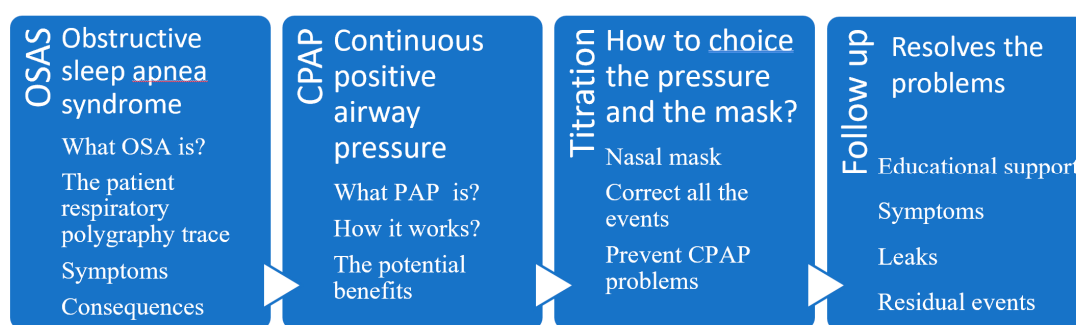 OSAS
Obstructive
sleep apnea
syndrome
What OSA is?
The patient
respiratory
polygraphy trace
Symptoms
Consequences
CPAP
Continuous
positive
airway
pressure
What PAP is?
How it works?
The potential
benefits
Titration
How to choice
the pressure
and the mask?
Nasal mask
Correct all the
events
Prevent CPAP
problems
Follow up
Resolves the
problems
Educational support
Symptoms
Leaks
Residual events